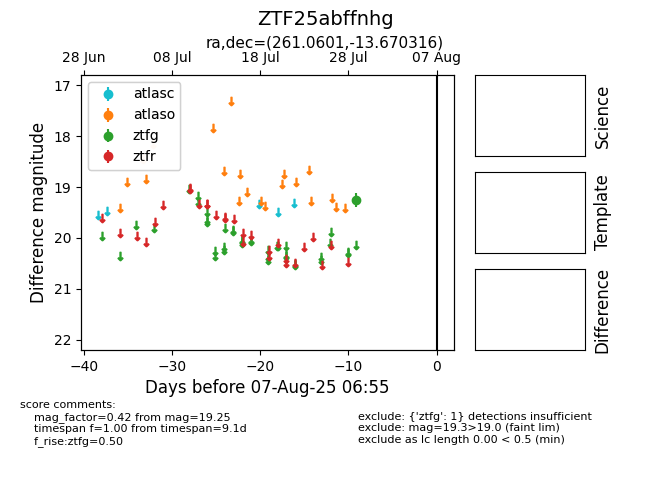 ZTF25abffnhg
ra,dec=(261.0601,-13.670316)
28 Jun 08 Jul 18 Jul 28 Jul 07 Aug
atlasc
atlaso
ztfg
ztfr
17
18
19
20
21
22
Difference magnitude
−40 −30 −20 −10 0
Days before 07-Aug-25 06:55
Science
Template
Difference
score comments:
mag_factor=0.42 from mag=19.25
timespan f=1.00 from timespan=9.1d
f_rise:ztfg=0.50
exclude: {'ztfg': 1} detections insufficient
exclude: mag=19.3>19.0 (faint lim)
exclude as lc length 0.00 < 0.5 (min)